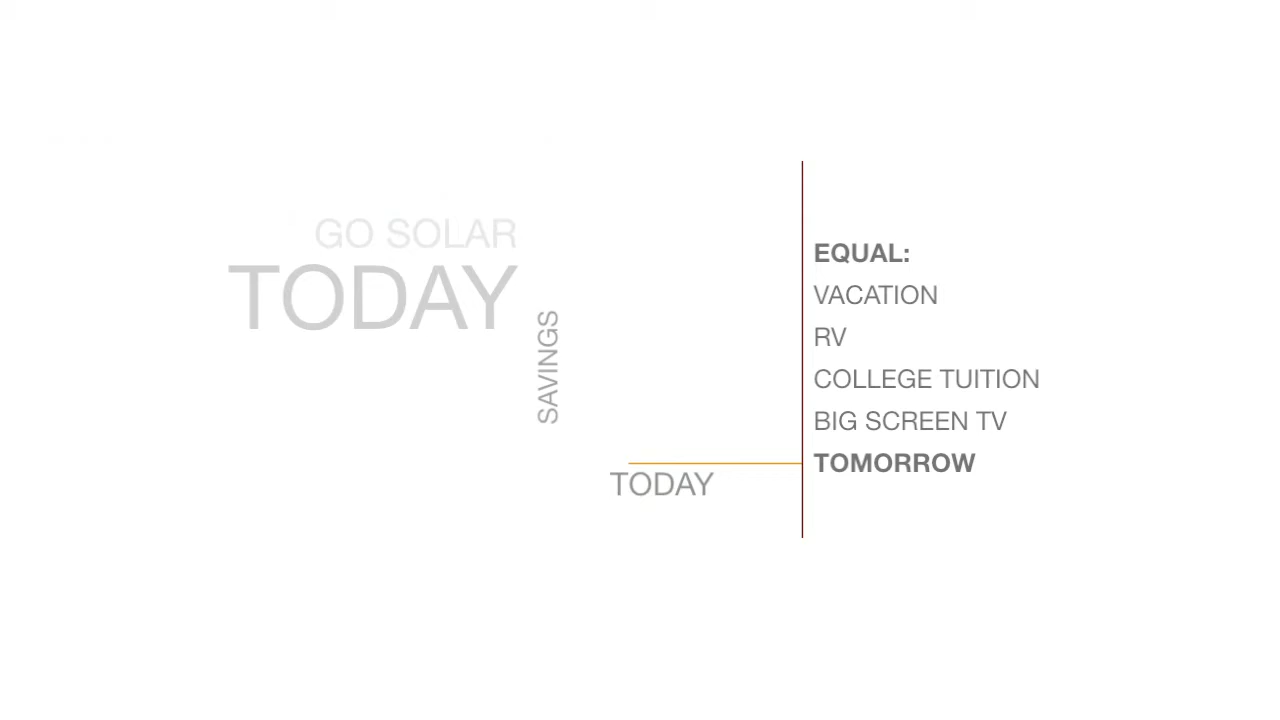 GO SOLAR
TODAY
SAVINGS
TODAY
EQUAL:
VACATION
RV
COLLEGE TUITION
BIG SCREEN TV
TOMORROW